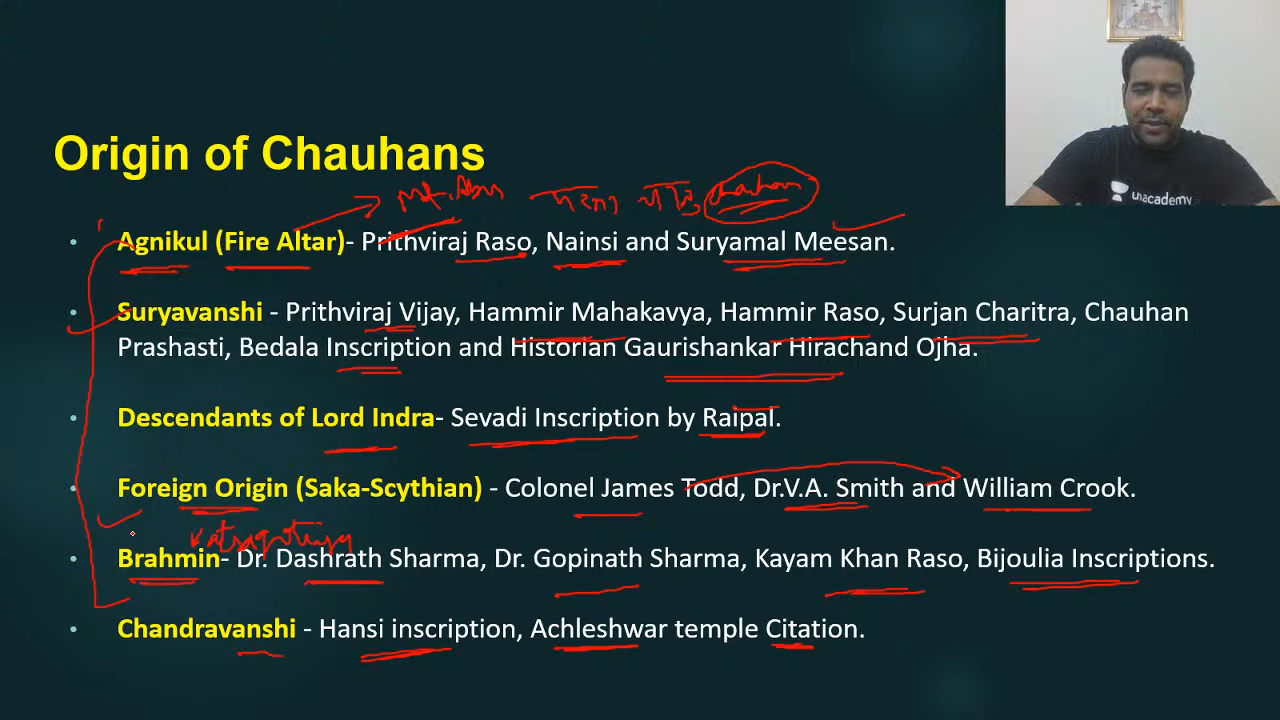 unacademy
Origin of Chauhans
Mt. Abu चौहान
• Agnikul (Fire Altar)- Prithviraj Raso, Nainsi and Suryamal Meesan.
• Suryavanshi - Prithviraj Vijay, Hammir Mahakavya, Hammir Raso, Surjan Charitra, Chauhan
Prashasti, Bedala Inscription and Historian Gaurishankar Hirachand Ojha.
• Descendants of Lord Indra- Sevadi Inscription by Raipal.
• Foreign Origin (Saka-Scythian) - Colonel James Todd, Dr.V.A. Smith and William Crook.
• Brahmin- Dr. Dashrath Sharma, Dr. Gopinath Sharma, Kayam Khan Raso, Bijoulia Inscriptions.
• Chandravanshi - Hansi inscription, Achleshwar temple Citation.